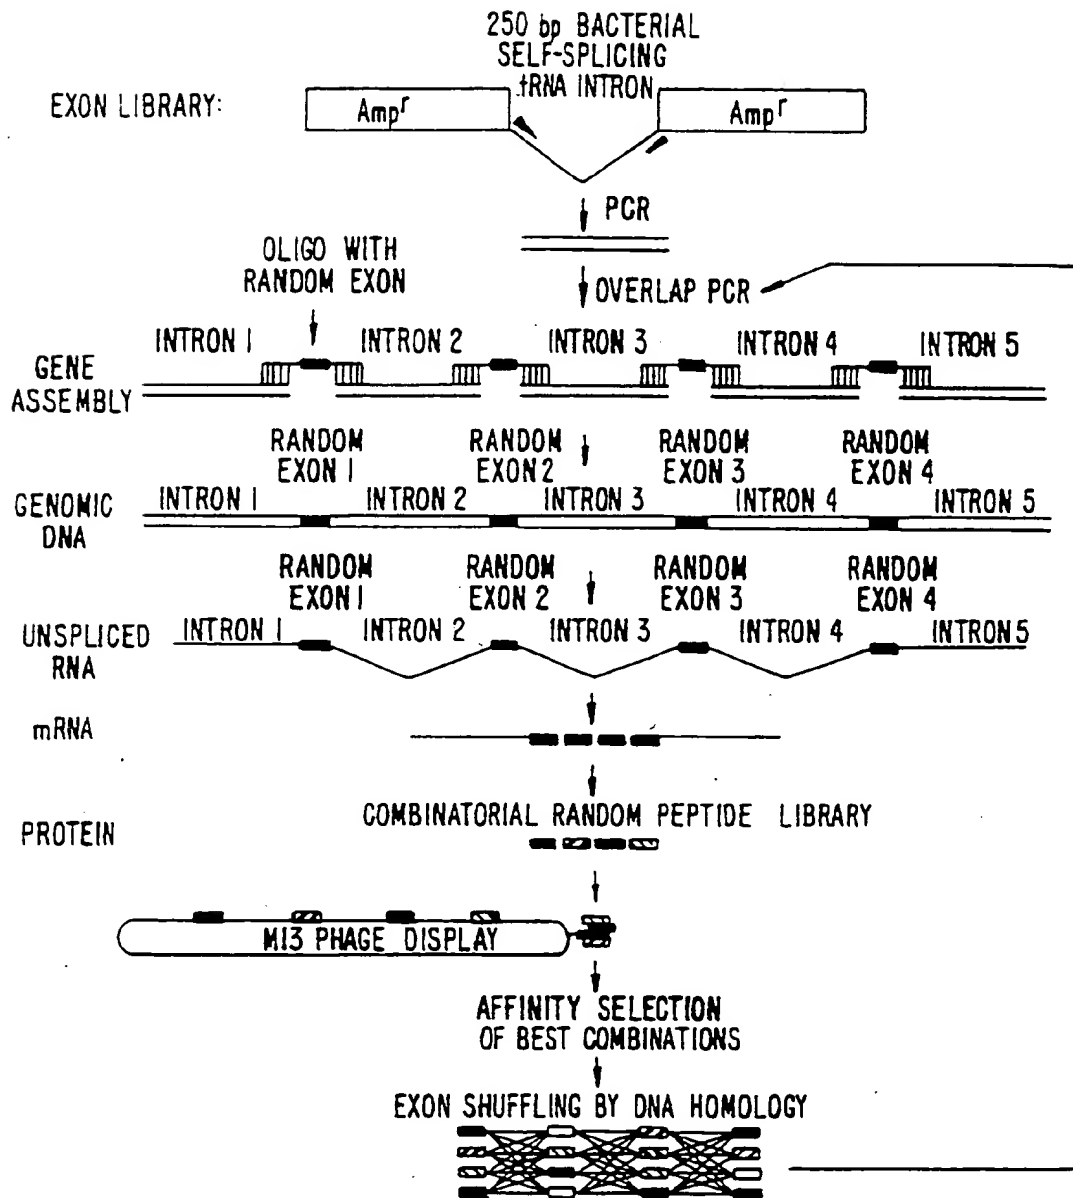 250 bp BACTERIAL
SELF-SPLICING
tRNA INTRON
EXON LIBRARY:
Ampr
Ampr
PCR
OLIGO WITH
RANDOM EXON
OVERLAP PCR
INTRON 1 INTRON 2 INTRON 3 INTRON 4 INTRON 5
GENE
ASSEMBLY
RANDOM EXON 1
RANDOM EXON 2
RANDOM EXON 3
RANDOM EXON 4
INTRON 1 INTRON 2 INTRON 3 INTRON 4 INTRON 5
GENOMIC
DNA
RANDOM EXON 1
RANDOM EXON 2
RANDOM EXON 3
RANDOM EXON 4
INTRON 1 INTRON 2 INTRON 3 INTRON 4 INTRON 5
UNSPLICED
RNA
mRNA
COMBINATORIAL RANDOM PEPTIDE LIBRARY
PROTEIN
M13 PHAGE DISPLAY
AFFINITY SELECTION
OF BEST COMBINATIONS
EXON SHUFFLING BY DNA HOMOLOGY